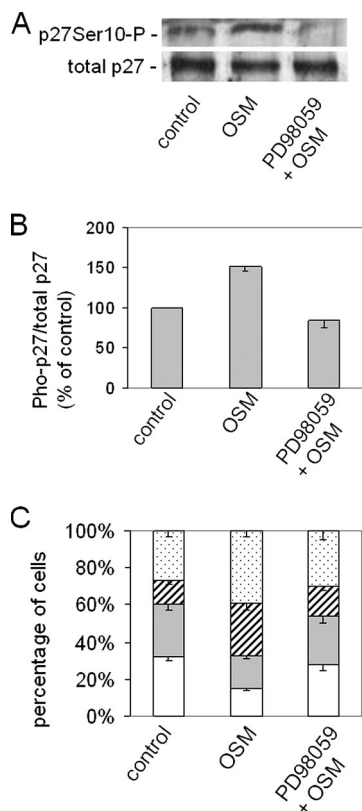 A
p27Ser10-P -
total p27 -
control
OSM
PD98059
+ OSM
B
Pho-p27/total p27
(% of control)
200
150
100
50
0
control
OSM
PD98059
+ OSM
C
percentage of cells
100%
80%
60%
40%
20%
0%
control
OSM
PD98059
+ OSM